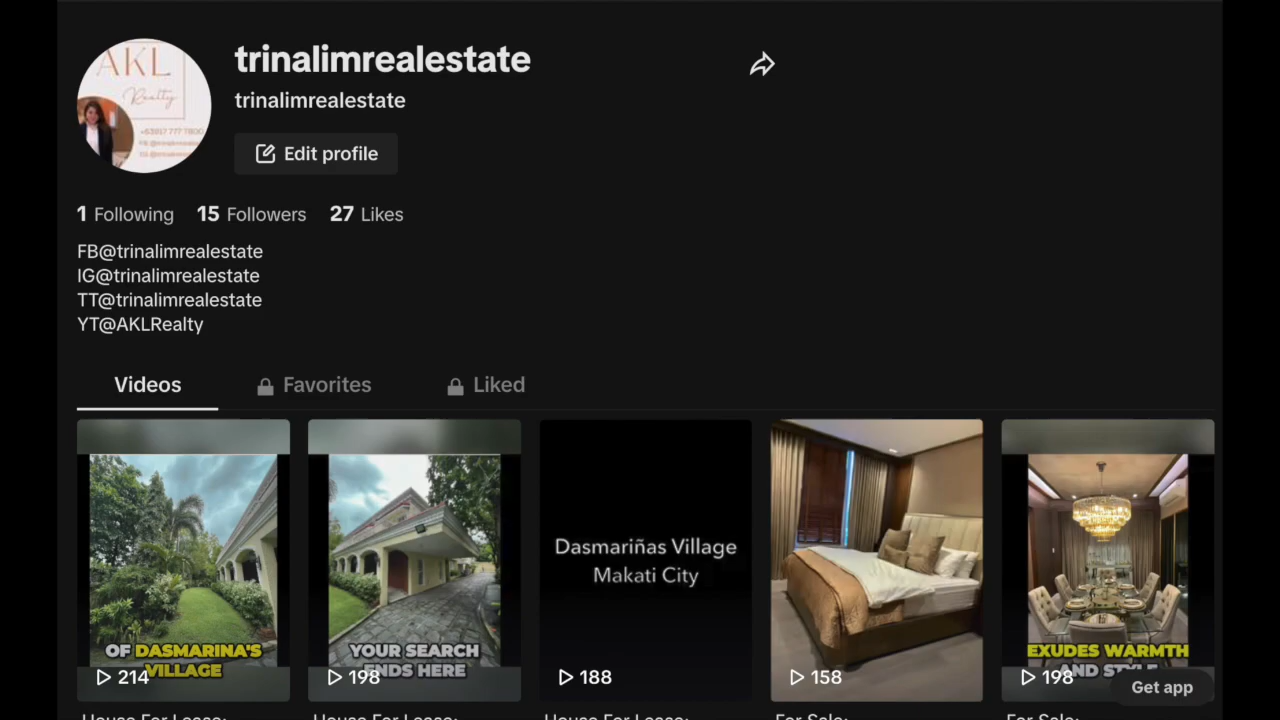 AKL
Realty
trinalimrealestate
trinalimrealestate
Edit profile
1 Following 15 Followers 27 Likes
FB@trinalimrealestate
IG@trinalimrealestate
TT@trinalimrealestate
YT@AKLRealty
Videos Favorites Liked
OF DASMARINA'S
VILLAGE
214
YOUR SEARCH
ENDS HERE
198
Dasmariñas Village
Makati City
188
158
EXUDES WARMTH
AND STYLE
198
Get app
House For Lease:
House For Lease:
House For Lease:
For Sale:
For Sale: